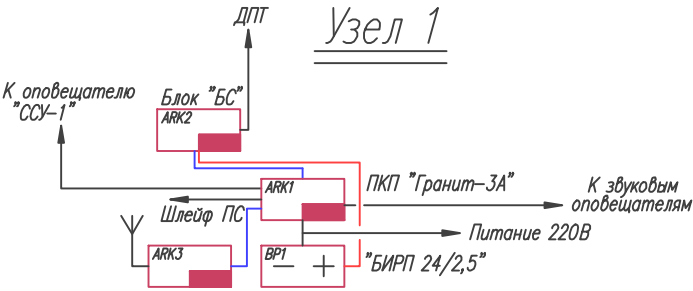 ДПТ
Узел 1
К оповещателю
"ССУ-1"
Блок "БС"
ARK2
ARK1
ПКП "Гранит-3А"
К звуковым
оповещателям
Шлейф ПС
Питание 220В
ARK3
ВР1
"БИРП 24/2,5"